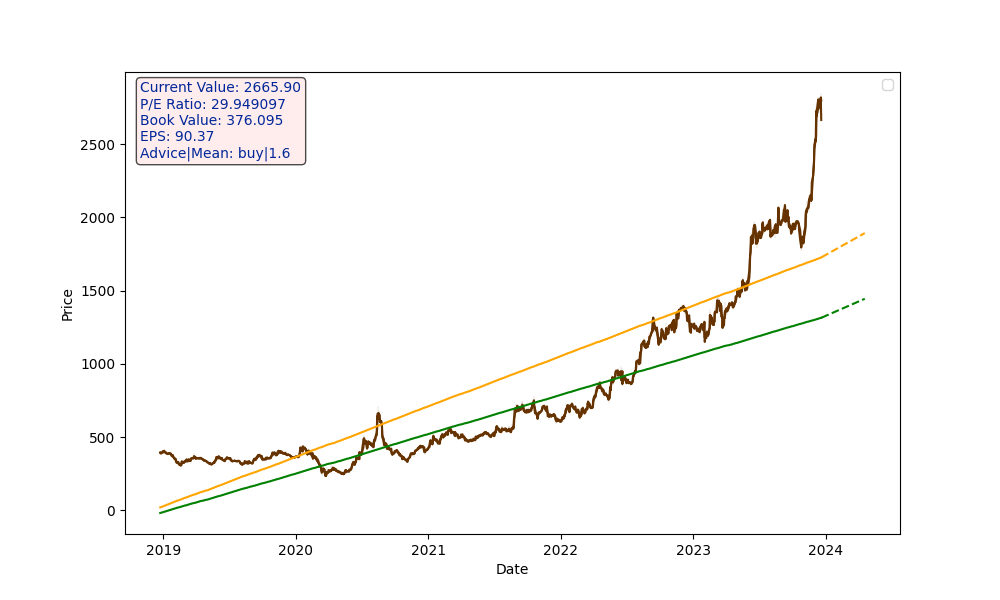 Current Value: 2665.90
P/E Ratio: 29.949097
Book Value: 376.095
EPS: 90.37
Advice|Mean: buy|1.6
2500
2000
1500
1000
500
0
Price
2019 2020 2021 2022 2023 2024
Date